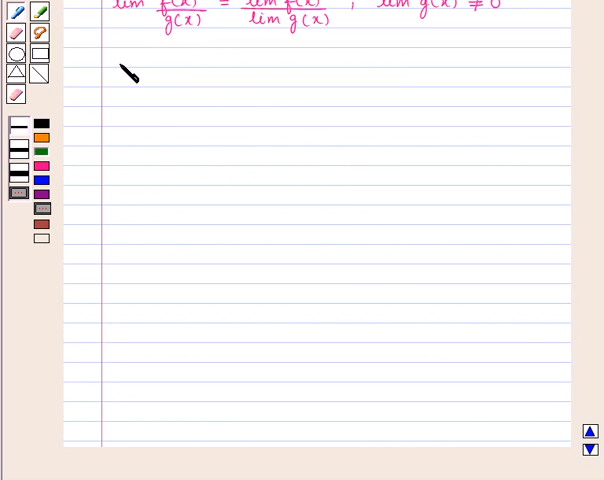 lim f(x) = lim f(x) , lim g(x) ≠ 0
g(x) lim g(x)